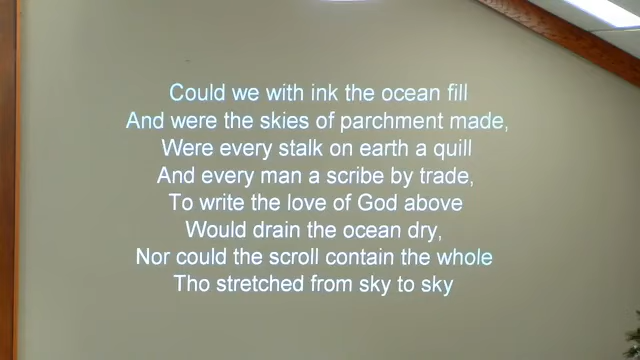 Could we with ink the ocean fill
And were the skies of parchment made,
Were every stalk on earth a quill
And every man a scribe by trade,
To write the love of God above
Would drain the ocean dry,
Nor could the scroll contain the whole
Tho stretched from sky to sky